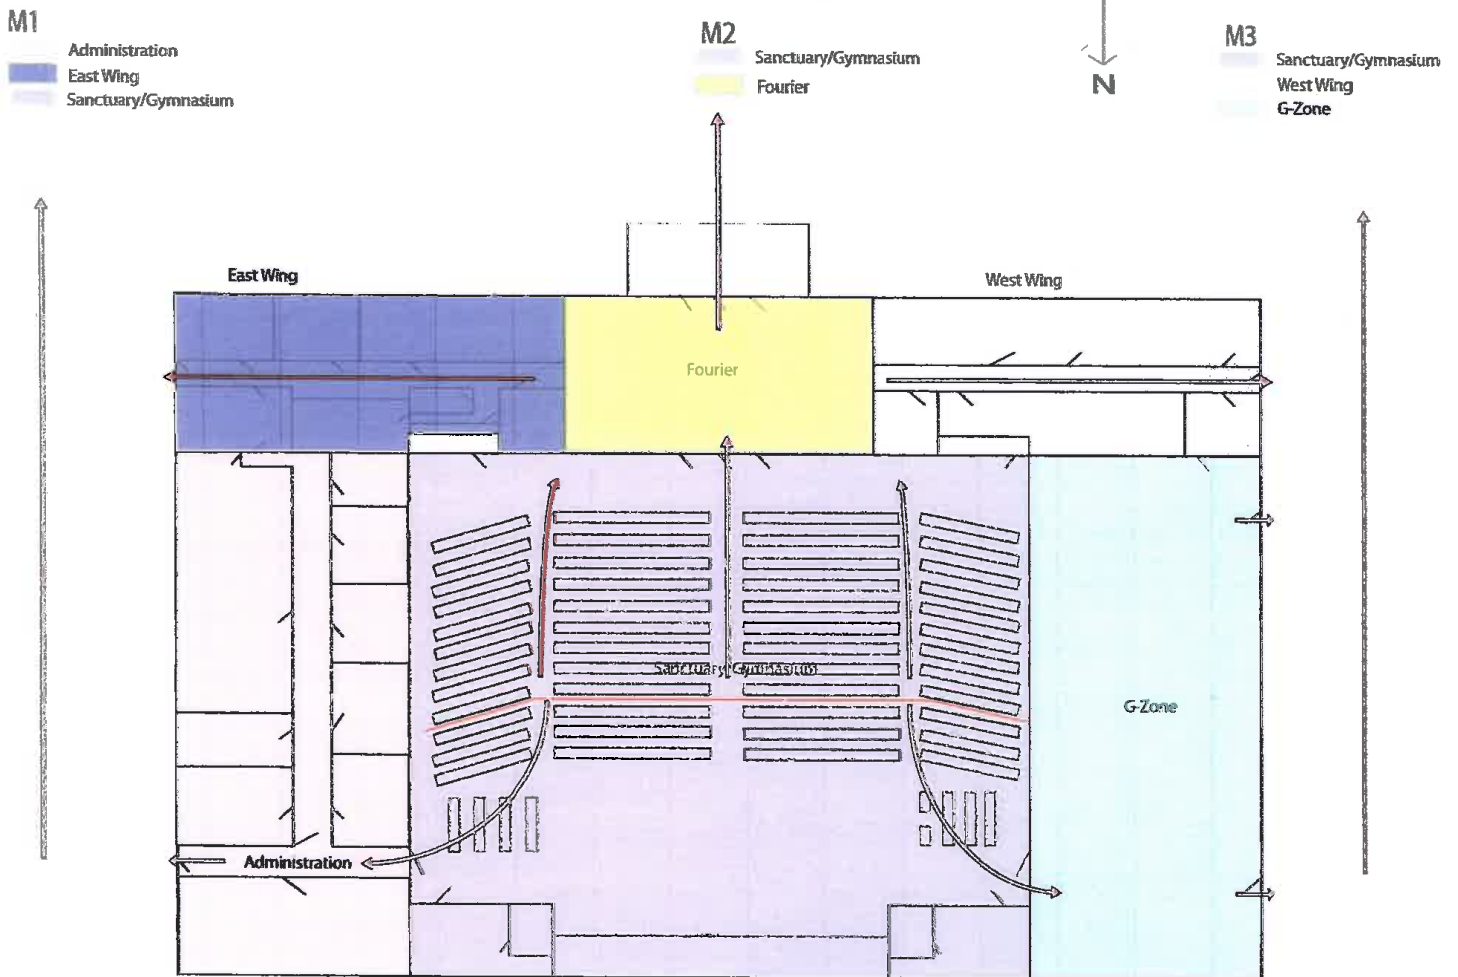 M1
Administration
East Wing
Sanctuary/Gymnasium
M2
Sanctuary/Gymnasium
Fourier
N
M3
Sanctuary/Gymnasium
West Wing
G-Zone
East Wing
West Wing
Fourier
Sanctuary/Gymnasium
G-Zone
Administration